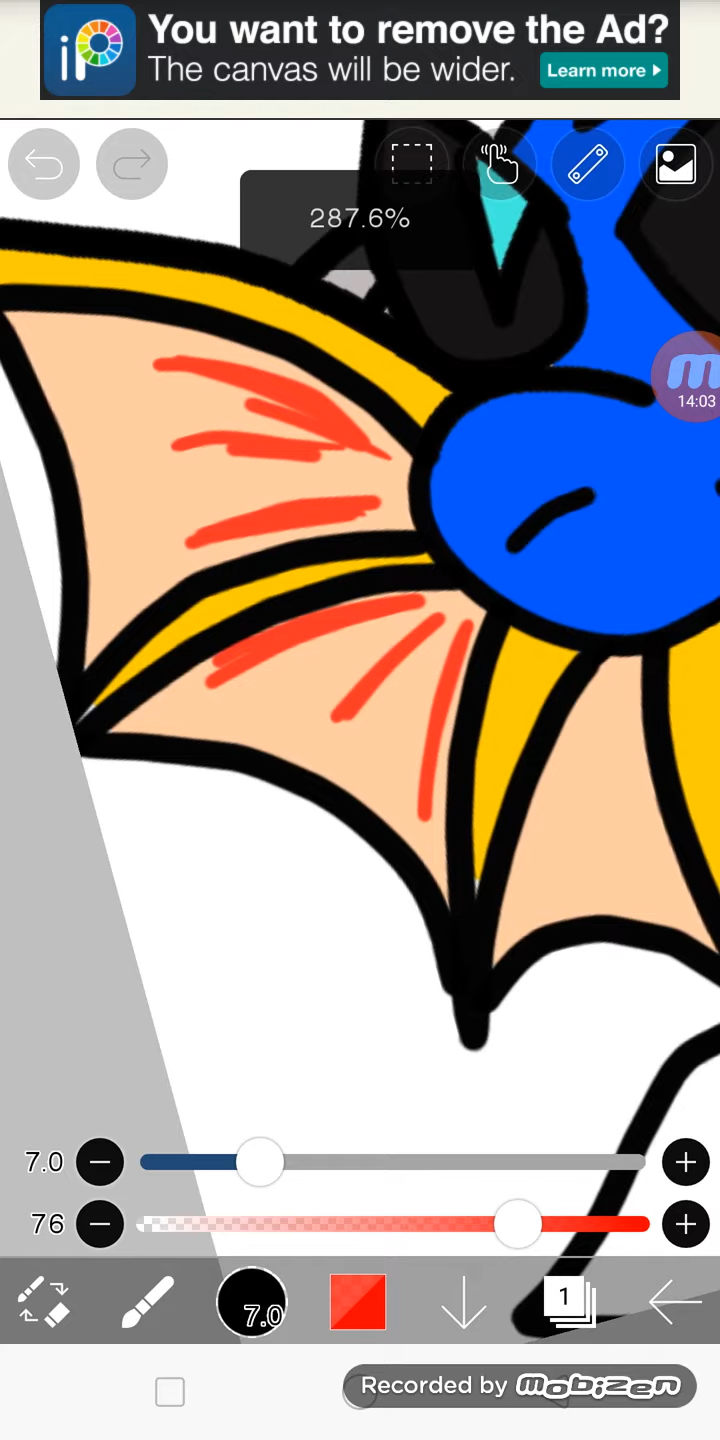 iP
You want to remove the Ad?
The canvas will be wider.
Learn more
287.6%
m
14:03
7.0
76
7.0
1
Recorded by mobizen